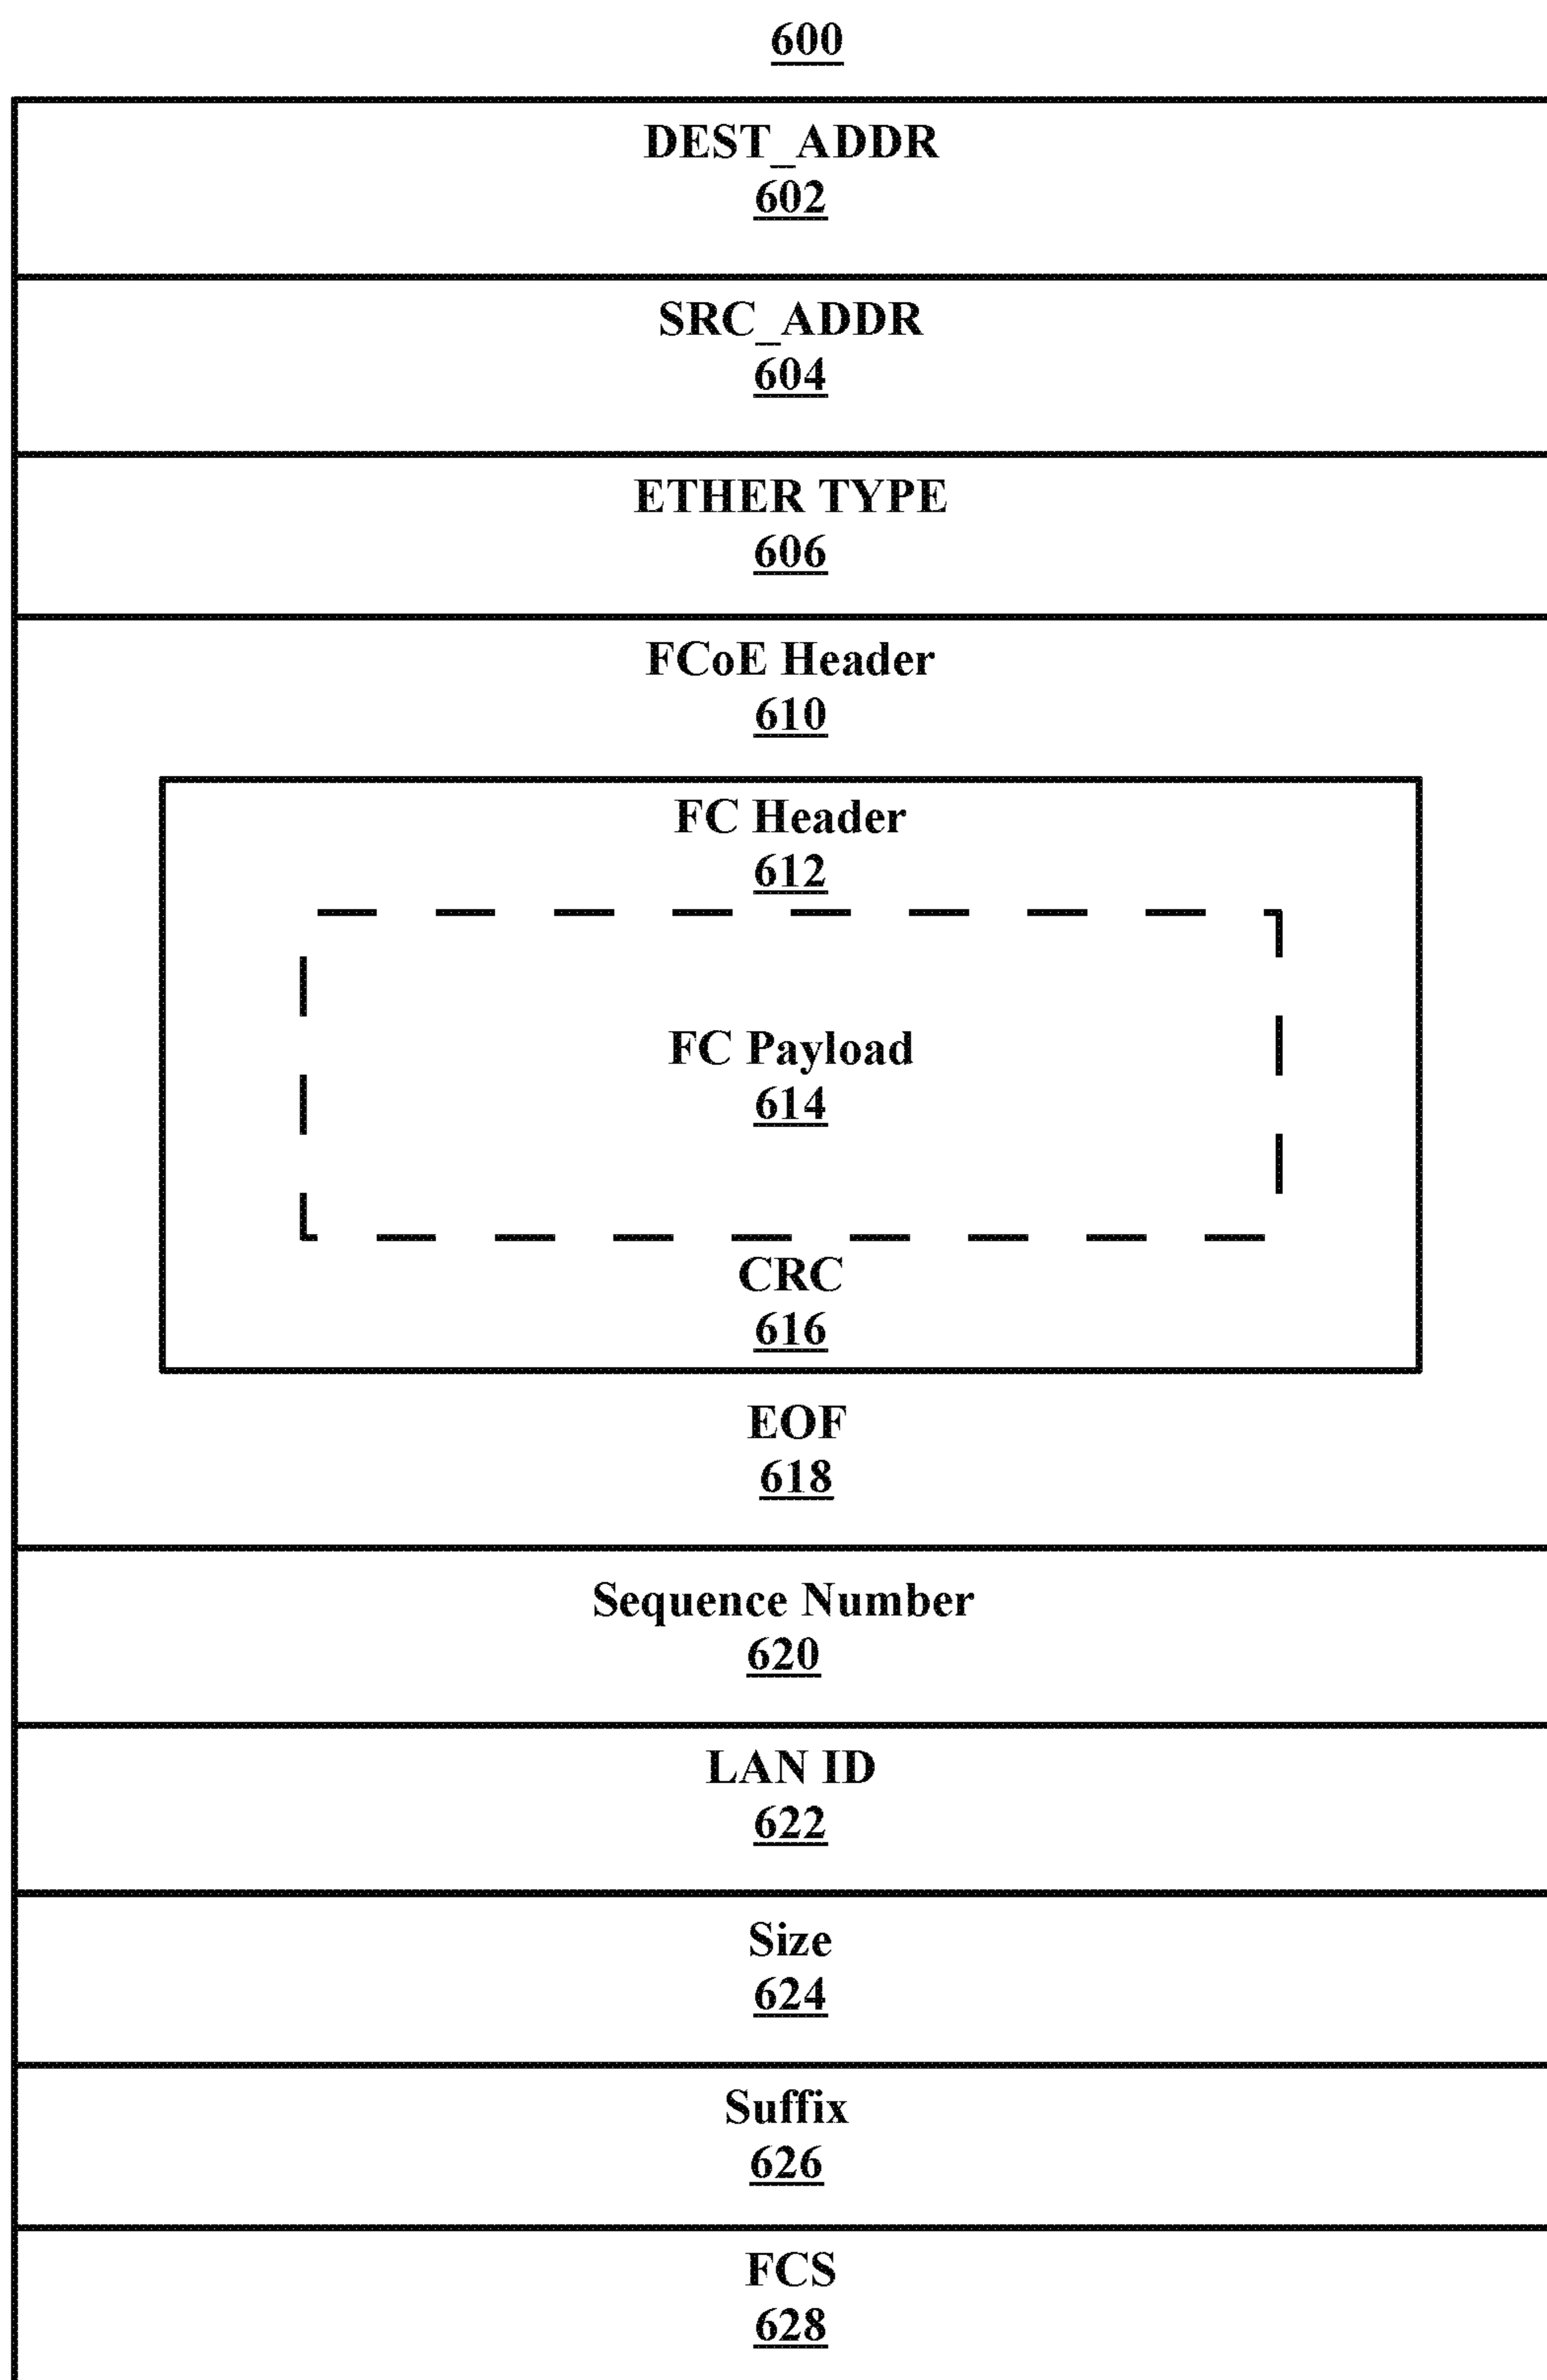 600
DEST_ADDR
602
SRC_ADDR
604
ETHER TYPE
606
FCoE Header
610
FC Header
612
FC Payload
614
CRC
616
EOF
618
Sequence Number
620
LAN ID
622
Size
624
Suffix
626
FCS
628